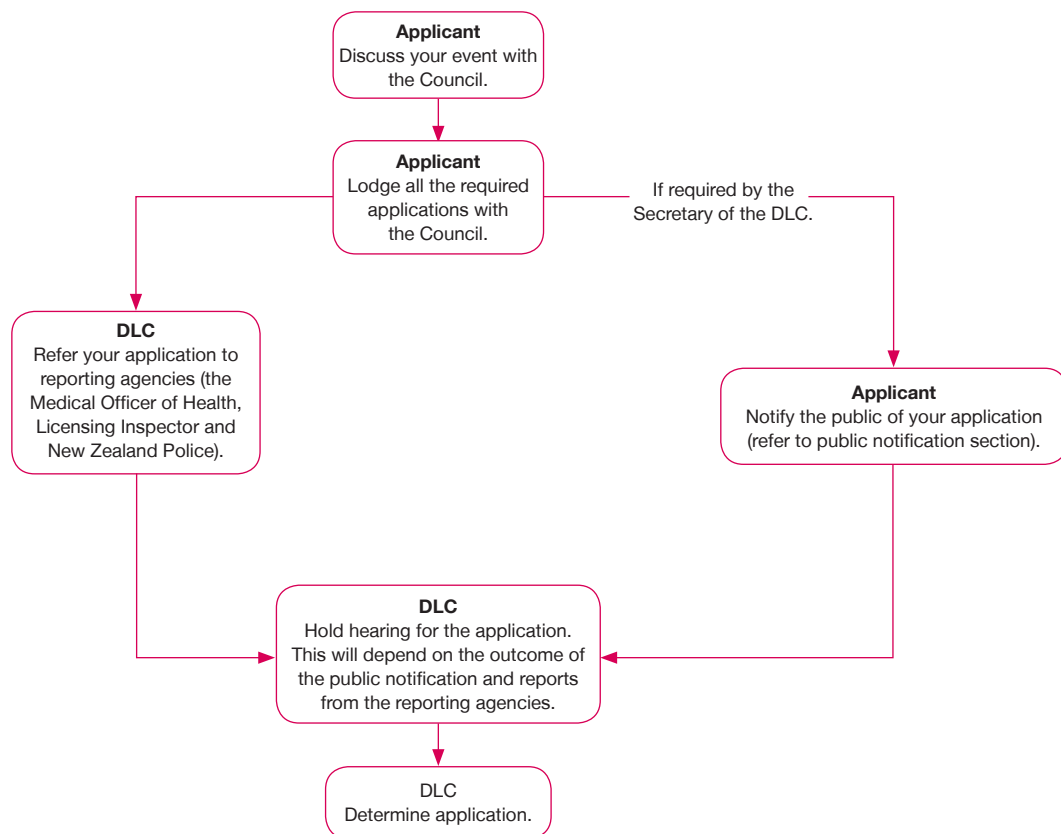 Applicant
Discuss your event with
the Council.
Applicant
Lodge all the required
applications with
the Council.
If required by the
Secretary of the DLC.
DLC
Refer your application to
reporting agencies (the
Medical Officer of Health,
Licensing Inspector and
New Zealand Police).
Applicant
Notify the public of your application
(refer to public notification section).
DLC
Hold hearing for the application.
This will depend on the outcome of
the public notification and reports
from the reporting agencies.
DLC
Determine application.